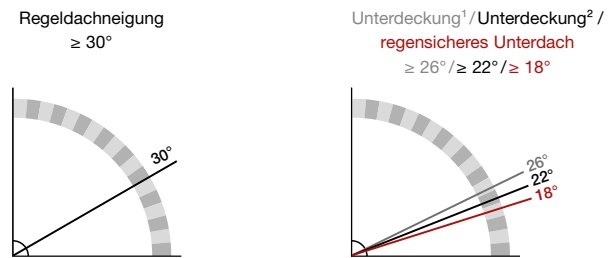 Regeldachneigung
≥ 30°
30°
Unterdeckung¹/Unterdeckung²/
regensicheres Unterdach
≥ 26°/≥ 22°/≥ 18°
26°
22°
18°